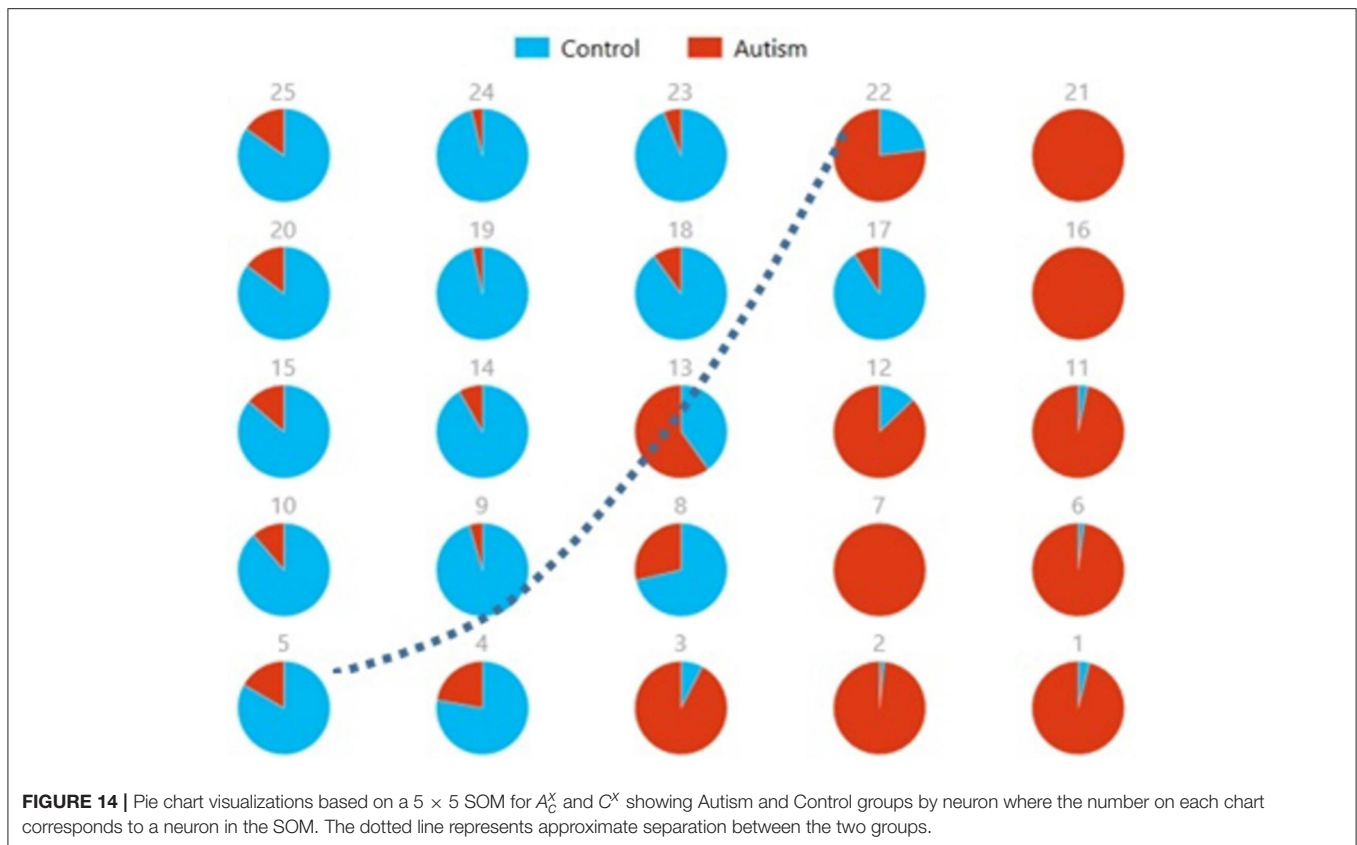 Control Autism
25 24 23 22 21
20 19 18 17 16
15 14 13 12 11
10 9 8 7 6
5 4 3 2 1
FIGURE 14 | Pie chart visualizations based on a 5 × 5 SOM for A_c^x and C^x showing Autism and Control groups by neuron where the number on each chart
corresponds to a neuron in the SOM. The dotted line represents approximate separation between the two groups.